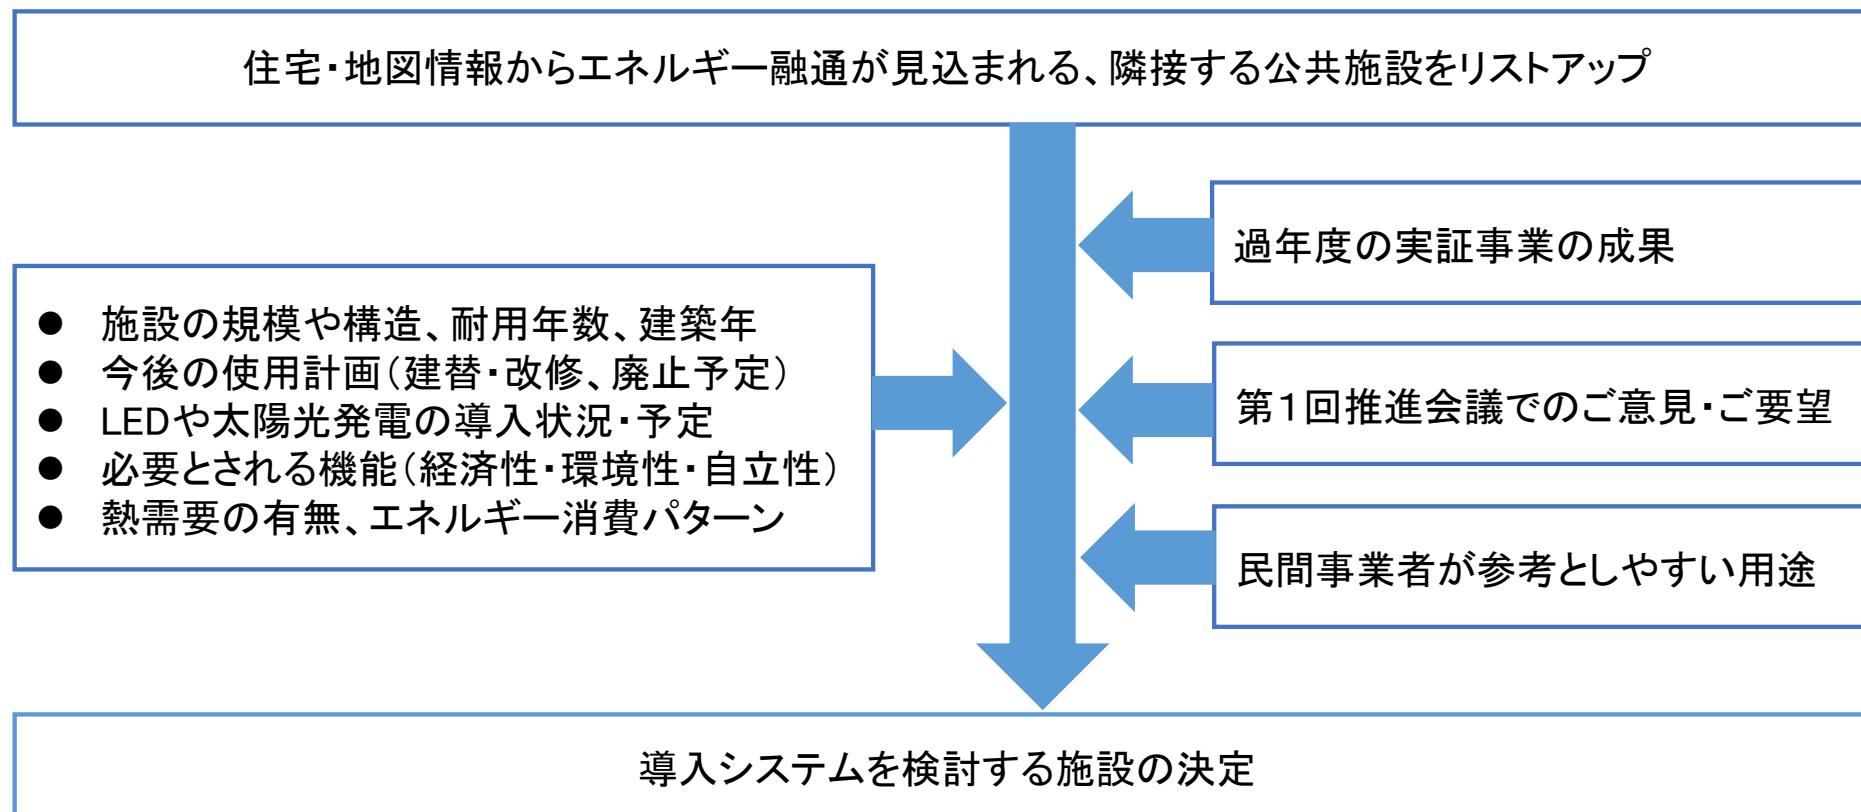 住宅・地図情報からエネルギー融通が見込まれる、隣接する公共施設をリストアップ
過年度の実証事業の成果
● 施設の規模や構造、耐用年数、建築年
● 今後の使用計画（建替・改修、廃止予定）
● LEDや太陽光発電の導入状況・予定
● 必要とされる機能（経済性・環境性・自立性）
● 熱需要の有無、エネルギー消費パターン
第１回推進会議でのご意見・ご要望
民間事業者が参考としやすい用途
導入システムを検討する施設の決定